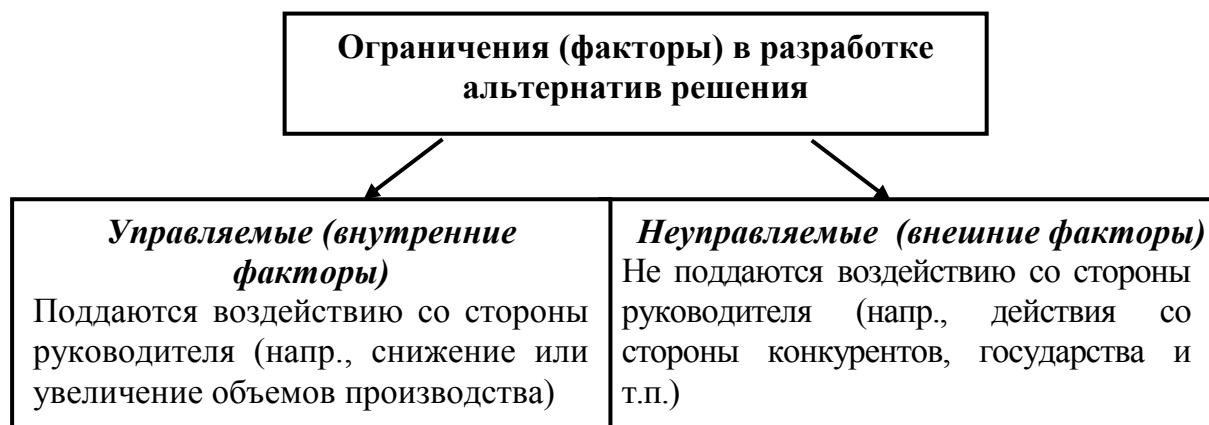 Ограничения (факторы) в разработке
альтернатив решения
Управляемые (внутренние
факторы)
Поддаются воздействию со стороны
руководителя (напр., снижение или
увеличение объемов производства)
Неуправляемые (внешние факторы)
Не поддаются воздействию со стороны
руководителя (напр., действия со
стороны конкурентов, государства и
т.п.)